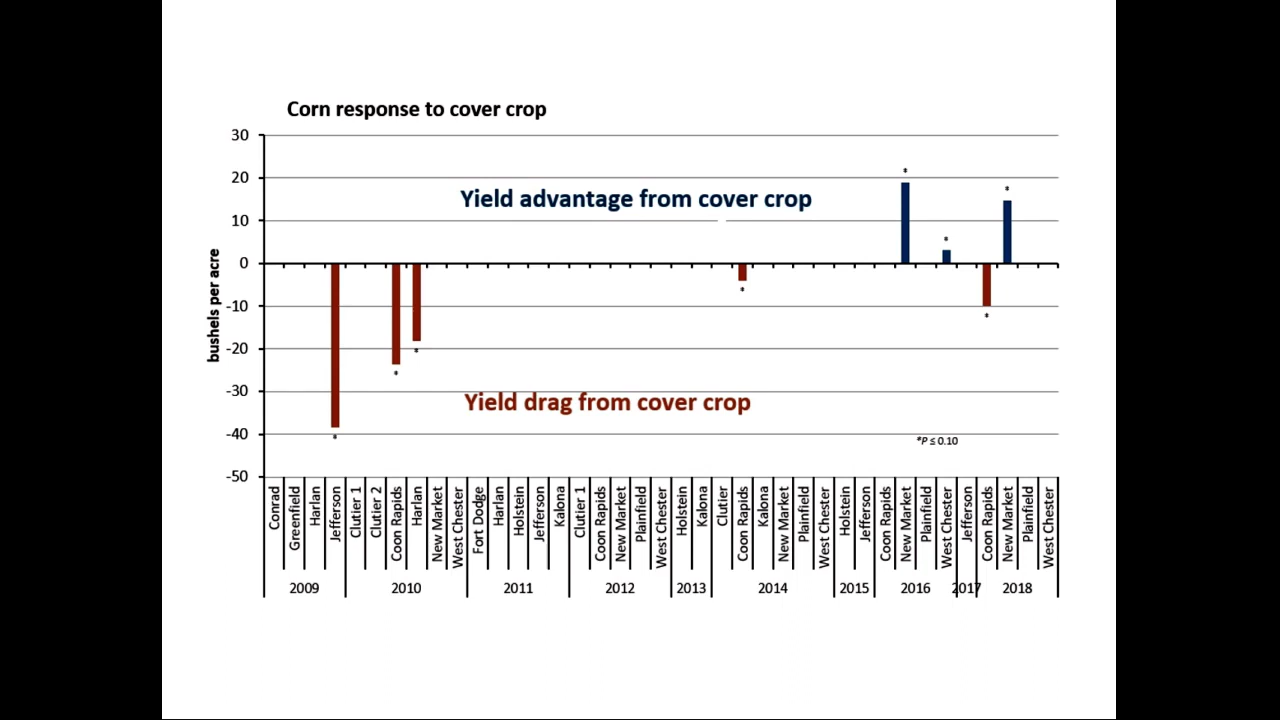 Corn response to cover crop
30
20
10
0
-10
-20
-30
-40
-50
bushels per acre
Yield advantage from cover crop
Yield drag from cover crop
*
*
*
*
*
*
*
*
*P ≤ 0.10
Conrad
Greenfield
Harlan
Jefferson
Clutier 1
Clutier 2
Coon Rapids
Harlan
New Market
West Chester
Fort Dodge
Harlan
Holstein
Jefferson
Kalona
Clutier 1
Coon Rapids
New Market
Plainfield
West Chester
Holstein
Kalona
Clutier
Coon Rapids
Kalona
New Market
Plainfield
West Chester
Holstein
Jefferson
Coon Rapids
New Market
Plainfield
West Chester
Jefferson
Coon Rapids
New Market
Plainfield
West Chester
2009 2010 2011 2012 2013 2014 2015 2016 2017 2018